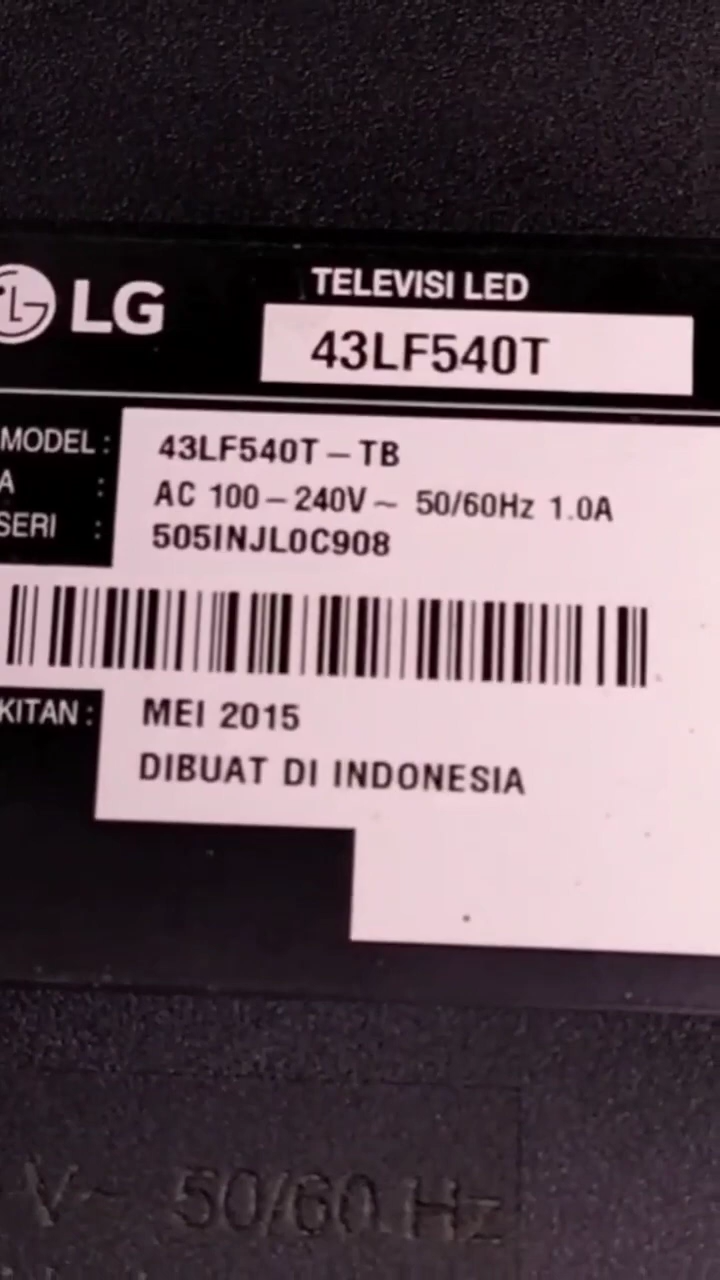 LG
TELEVISI LED
43LF540T
MODEL : 43LF540T – TB
A : AC 100 – 240V ~ 50/60Hz 1.0A
SERI : 505INJL0C908
KITAN : MEI 2015
DIBUAT DI INDONESIA
V~ 50/60 Hz